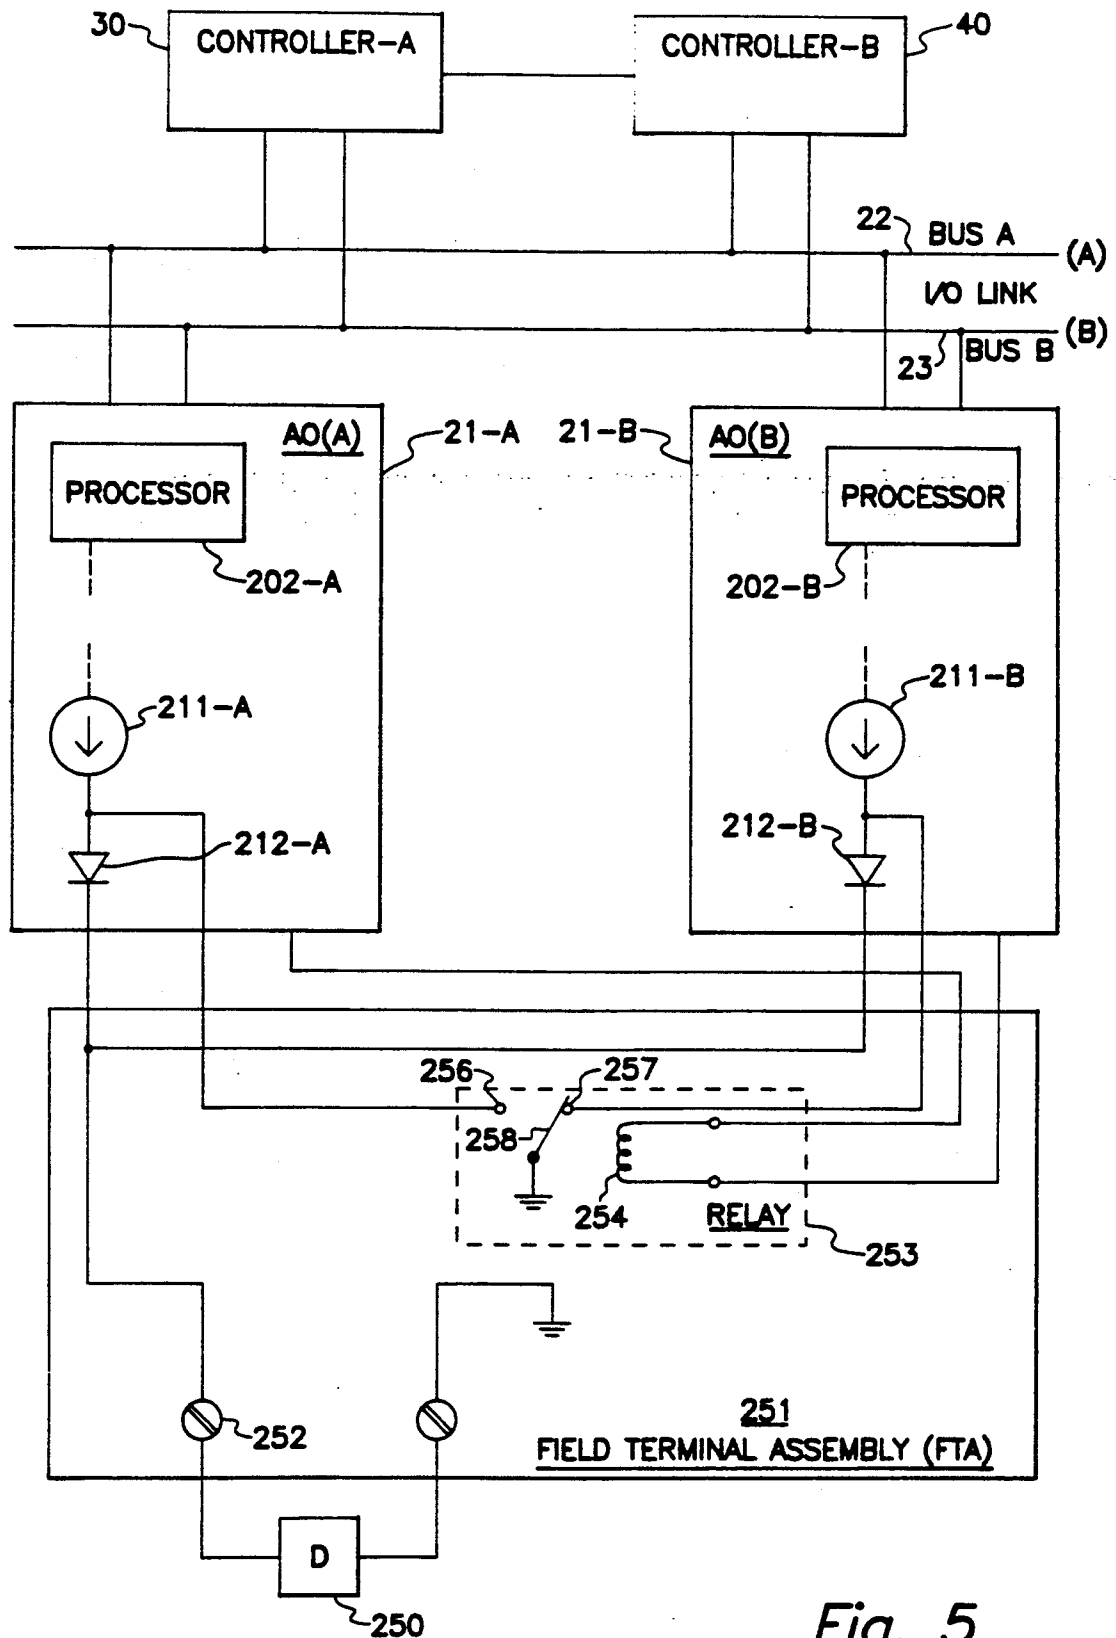 30
CONTROLLER-A
CONTROLLER-B
40
22
BUS A
(A)
I/O LINK
(B)
23
BUS B
AO(A)
21-A
21-B
AO(B)
PROCESSOR
PROCESSOR
202-A
202-B
211-A
211-B
212-A
212-B
256
257
258
254
RELAY
253
252
251
FIELD TERMINAL ASSEMBLY (FTA)
D
250
Fig. 5